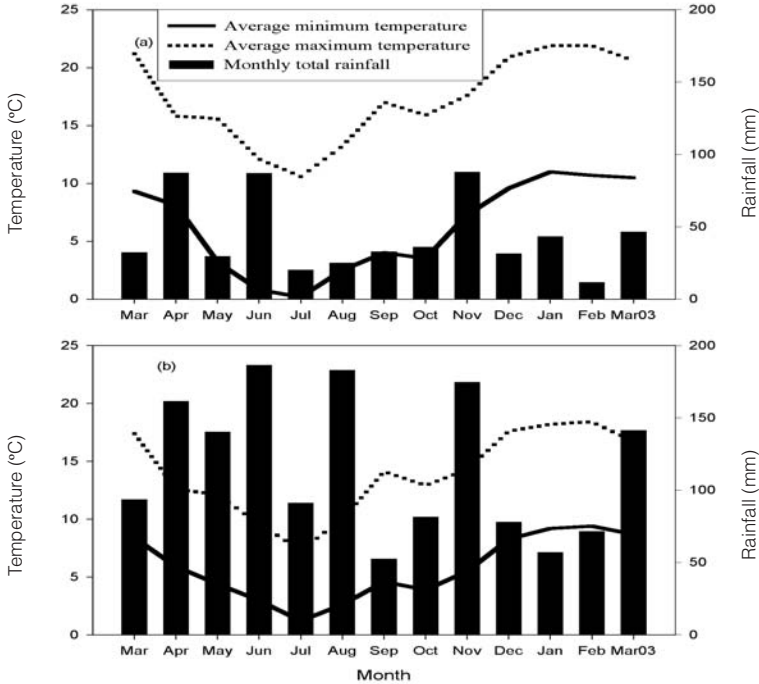 25
20
15
10
5
0
200
150
100
50
0
(a)
Average minimum temperature
Average maximum temperature
Monthly total rainfall
Temperature (ºC)
Rainfall (mm)
Mar Apr May Jun Jul Aug Sep Oct Nov Dec Jan Feb Mar03
25
20
15
10
5
0
200
150
100
50
0
(b)
Temperature (ºC)
Rainfall (mm)
Mar Apr May Jun Jul Aug Sep Oct Nov Dec Jan Feb Mar03
Month